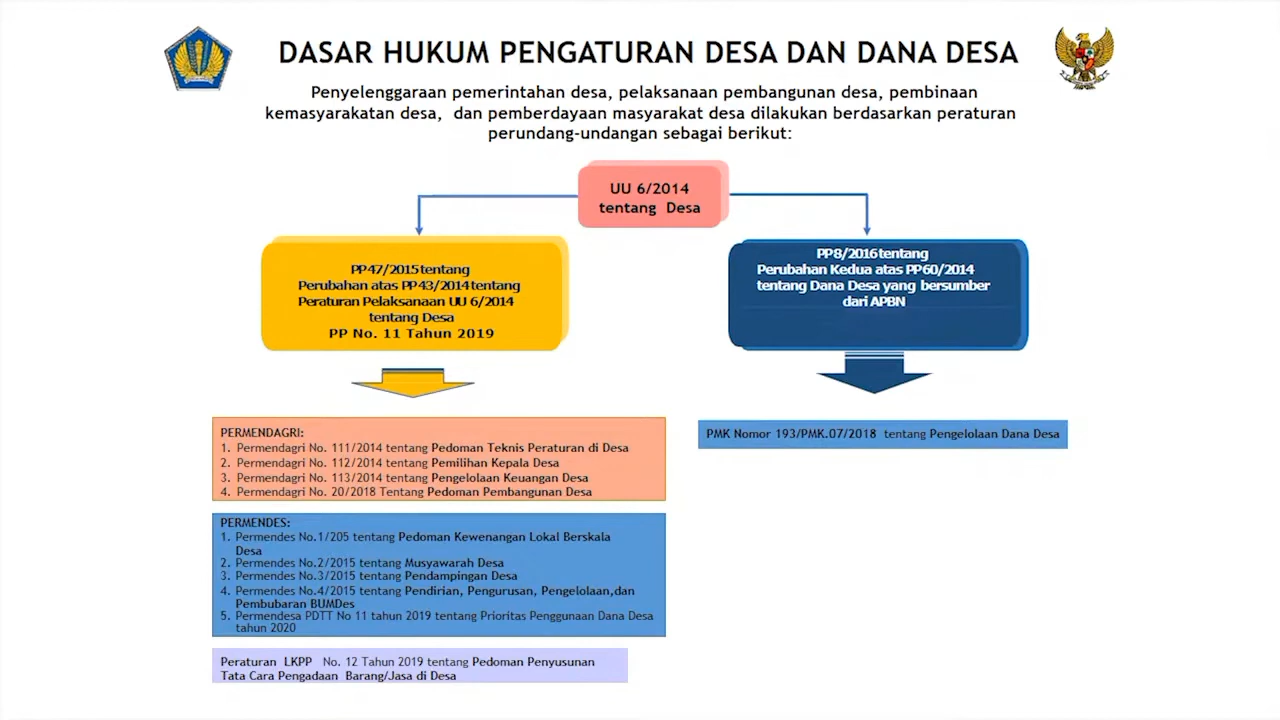 DASAR HUKUM PENGATURAN DESA DAN DANA DESA
Penyelenggaraan pemerintahan desa, pelaksanaan pembangunan desa, pembinaan
kemasyarakatan desa, dan pemberdayaan masyarakat desa dilakukan berdasarkan peraturan
perundang-undangan sebagai berikut:
UU 6/2014
tentang Desa
PP47/2015 tentang
Perubahan atas PP43/2014 tentang
Peraturan Pelaksanaan UU 6/2014
tentang Desa
PP No. 11 Tahun 2019
PP8/2016 tentang
Perubahan Kedua atas PP60/2014
tentang Dana Desa yang bersumber
dari APBN
PERMENDAGRI:
1. Permendagri No. 111/2014 tentang Pedoman Teknis Peraturan di Desa
2. Permendagri No. 112/2014 tentang Pemilihan Kepala Desa
3. Permendagri No. 113/2014 tentang Pengelolaan Keuangan Desa
4. Permendagri No. 20/2018 Tentang Pedoman Pembangunan Desa
PMK Nomor 193/PMK.07/2018 tentang Pengelolaan Dana Desa
PERMENDES:
1. Permendes No.1/205 tentang Pedoman Kewenangan Lokal Berskala
Desa
2. Permendes No.2/2015 tentang Musyawarah Desa
3. Permendes No.3/2015 tentang Pendampingan Desa
4. Permendes No.4/2015 tentang Pendirian, Pengurusan, Pengelolaan,dan
Pembubaran BUMDes
5. Permendesa PDTT No 11 tahun 2019 tentang Prioritas Penggunaan Dana Desa
tahun 2020
Peraturan LKPP No. 12 Tahun 2019 tentang Pedoman Penyusunan
Tata Cara Pengadaan Barang/Jasa di Desa